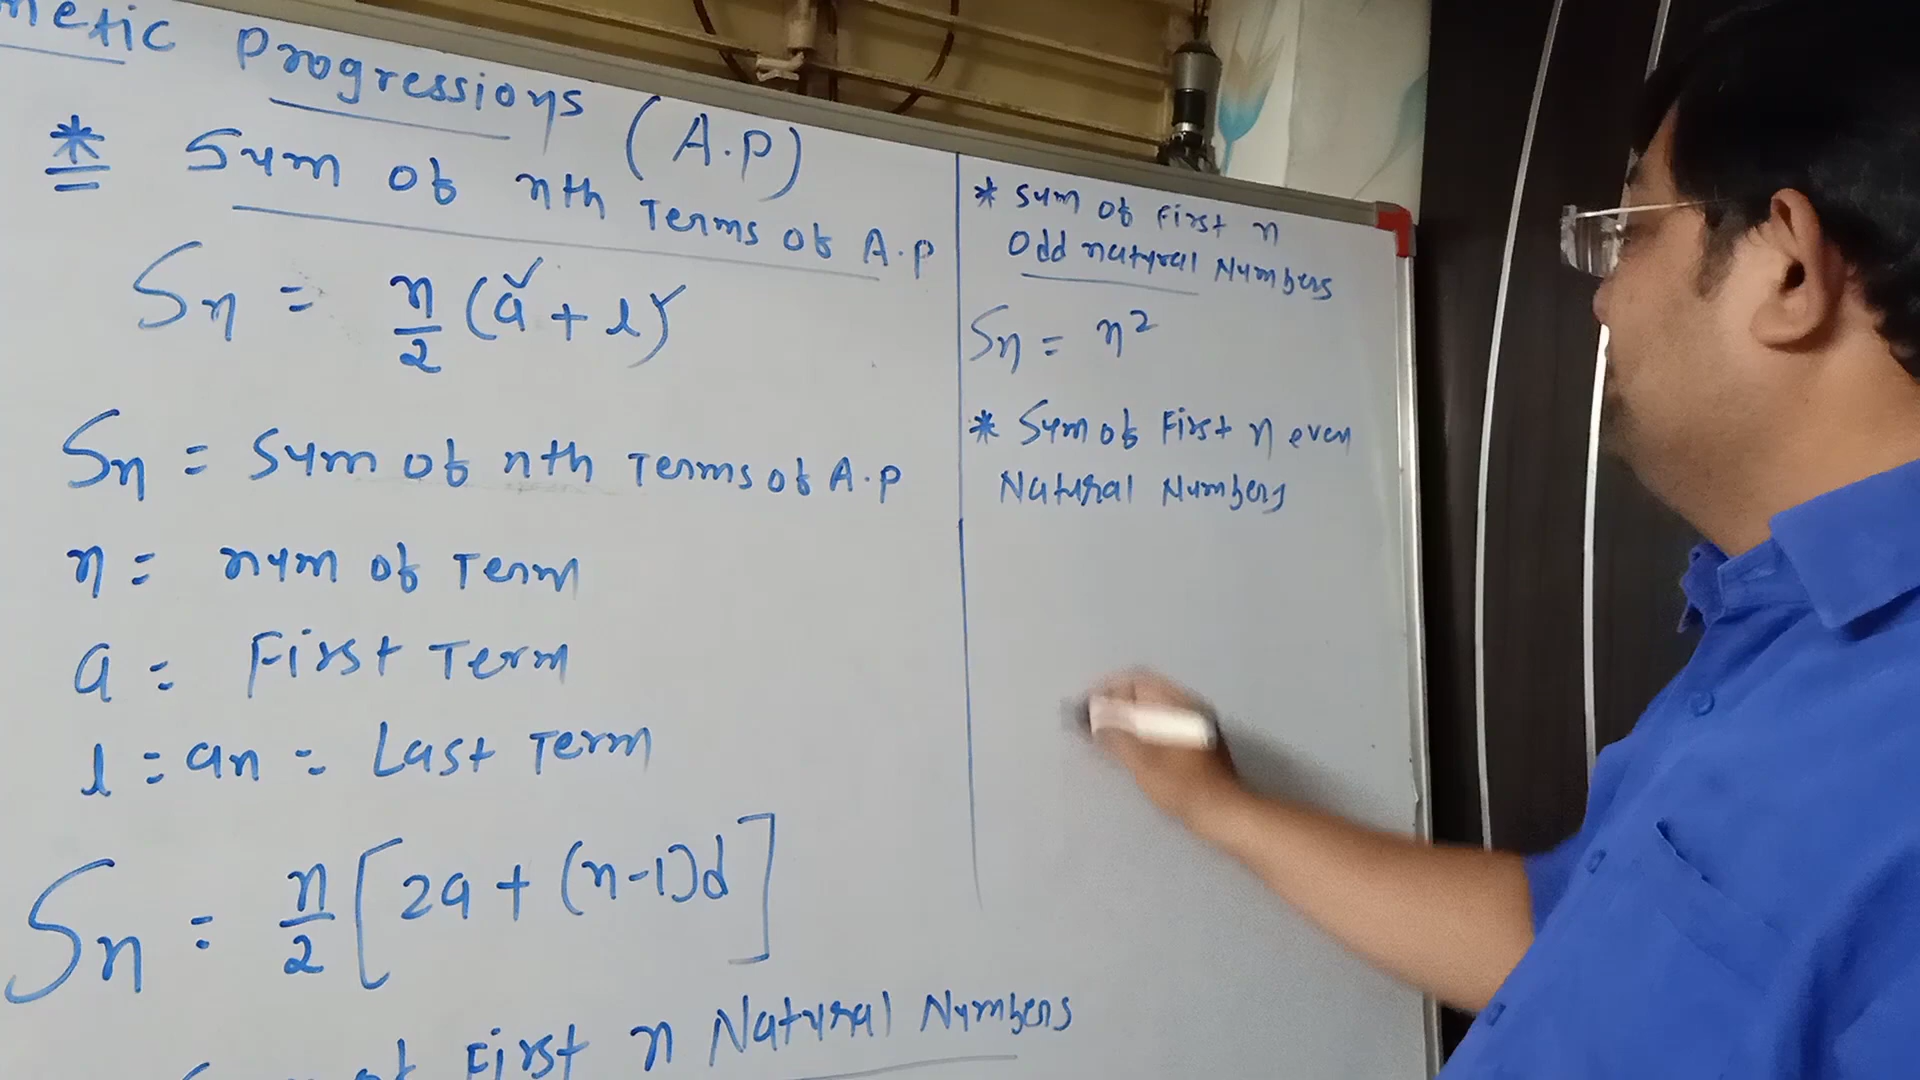 netic Progressions (A.P)
* Sum of nth Terms of A.P
Sn = n/2 (a + l)
Sn = Sum of nth Terms of A.P
n = num of Term
a = First Term
l = an = Last Term
Sn = n/2 [2a + (n-1)d]
of First n Natural Numbers
* Sum of First n
Odd natural Numbers
Sn = n²
* Sum of First n even
Natural Numbers